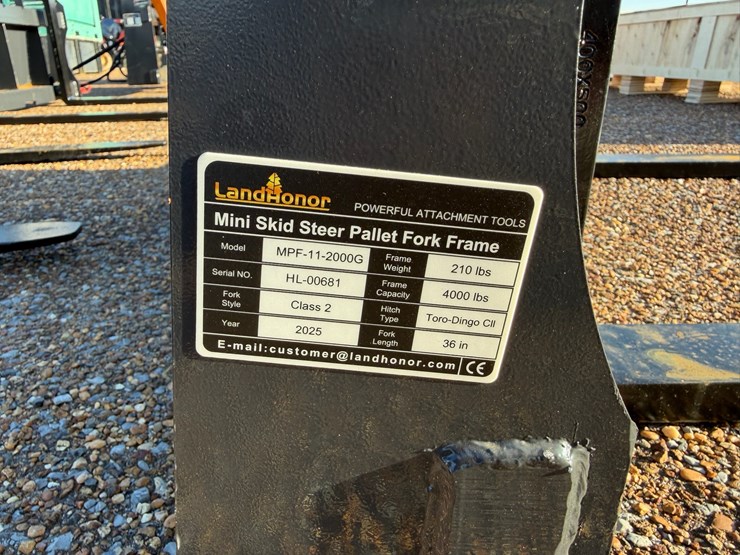 LandHonor
POWERFUL ATTACHMENT TOOLS
Mini Skid Steer Pallet Fork Frame
Model MPF-11-2000G Frame Weight 210 lbs
Serial NO. HL-00681 Frame Capacity 4000 lbs
Fork Style Class 2 Hitch Type Toro-Dingo CII
Year 2025 Fork Length 36 in
E-mail:customer@landhonor.com CE
400X500